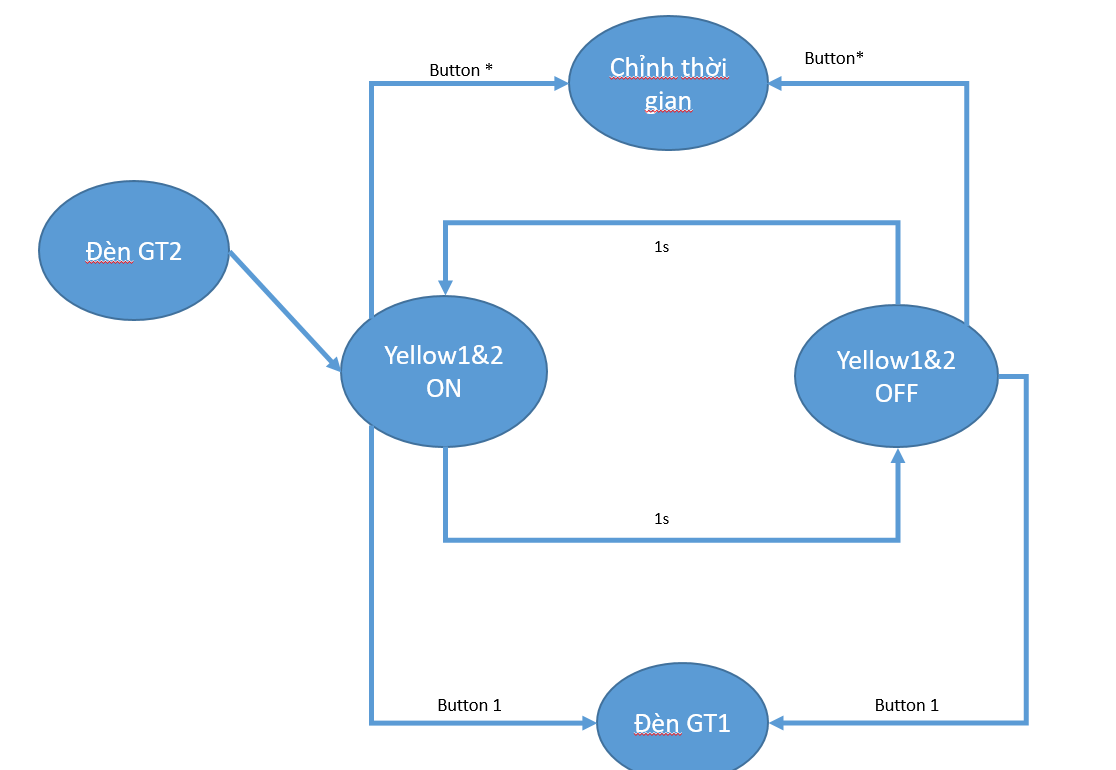 Chỉnh thời
gian
Button *
Button*
Đèn GT2
1s
Yellow1&2
ON
Yellow1&2
OFF
1s
Button 1
Đèn GT1
Button 1